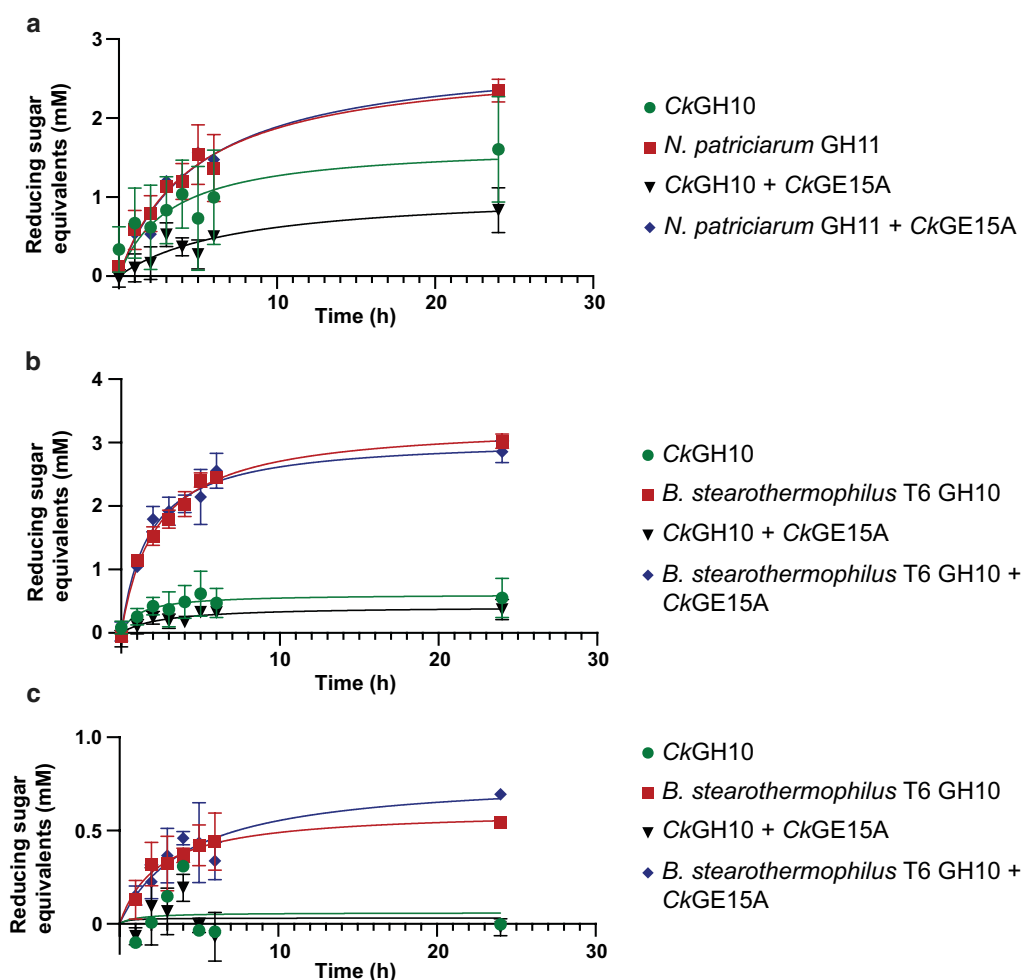 a
3
2
1
0
10
20
30
Reducing sugar
equivalents (mM)
Time (h)
CkGH10
N. patriciarum GH11
CkGH10 + CkGE15A
N. patriciarum GH11 + CkGE15A
b
4
3
2
1
0
10
20
30
Reducing sugar
equivalents (mM)
Time (h)
CkGH10
B. stearothermophilus T6 GH10
CkGH10 + CkGE15A
B. stearothermophilus T6 GH10 +
CkGE15A
c
1.0
0.5
0
10
20
30
Reducing sugar
equivalents (mM)
Time (h)
CkGH10
B. stearothermophilus T6 GH10
CkGH10 + CkGE15A
B. stearothermophilus T6 GH10 +
CkGE15A